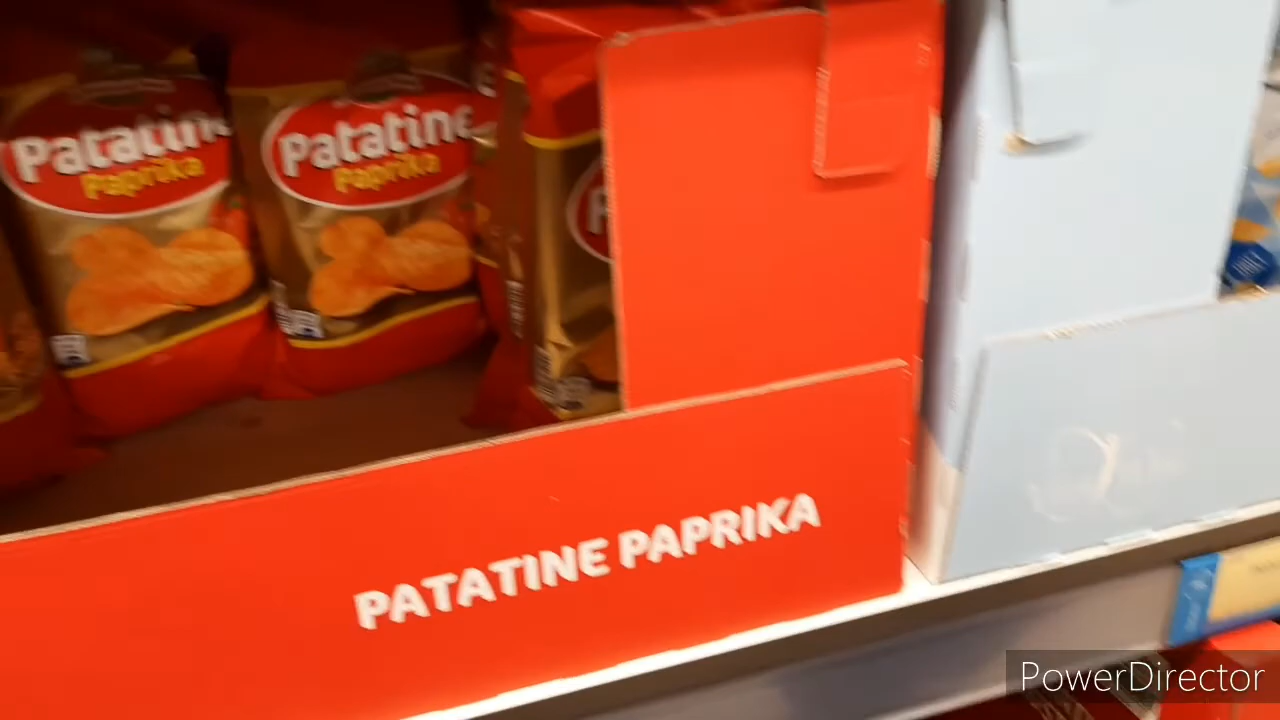 Patatine
Paprika
Patatine
Paprika
PATATINE PAPRIKA
PowerDirector